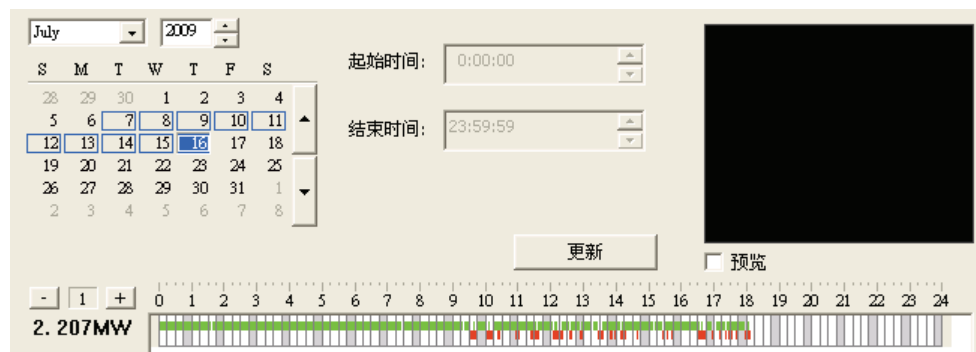 July 2009
S M T W T F S
28 29 30 1 2 3 4
5 6 7 8 9 10 11
12 13 14 15 16 17 18
19 20 21 22 23 24 25
26 27 28 29 30 31 1
2 3 4 5 6 7 8
起始时间: 0:00:00
结束时间: 23:59:59
更新
预览
- 1 + 0 1 2 3 4 5 6 7 8 9 10 11 12 13 14 15 16 17 18 19 20 21 22 23 24
2. 207MW